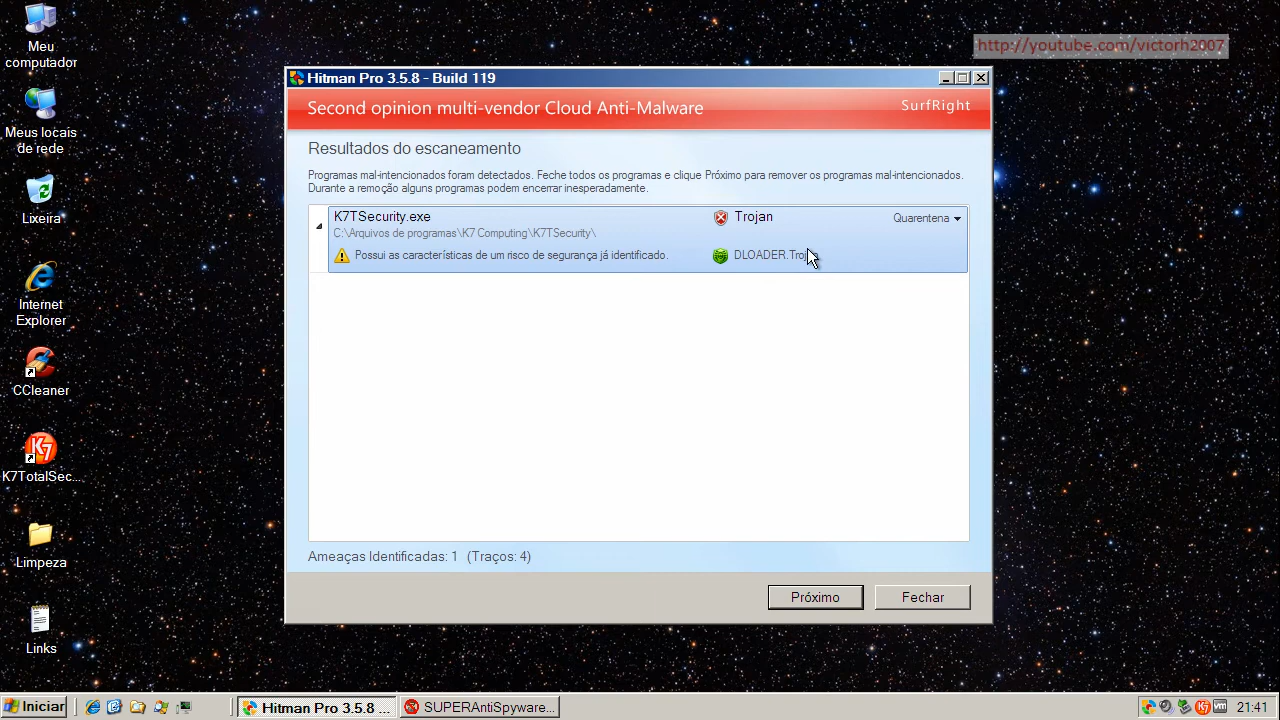 Meu
computador
http://youtube.com/victorh2007
Hitman Pro 3.5.8 - Build 119
Second opinion multi-vendor Cloud Anti-Malware
SurfRight
Meus locais
de rede
Resultados do escaneamento
Programas mal-intencionados foram detectados. Feche todos os programas e clique Próximo para remover os programas mal-intencionados.
Durante a remoção alguns programas podem encerrar inesperadamente.
Lixeira
K7TSecurity.exe
Trojan
Quarentena
C:\Arquivos de programas\K7 Computing\K7TSecurity\
Possui as características de um risco de segurança já identificado.
Internet
Explorer
CCleaner
K7
K7TotalSec...
Limpeza
Ameaças Identificadas: 1 (Traços: 4)
Próximo
Fechar
Links
Iniciar
Hitman Pro 3.5.8 ...
SUPERAntiSpyware...
K7
vm
21:41